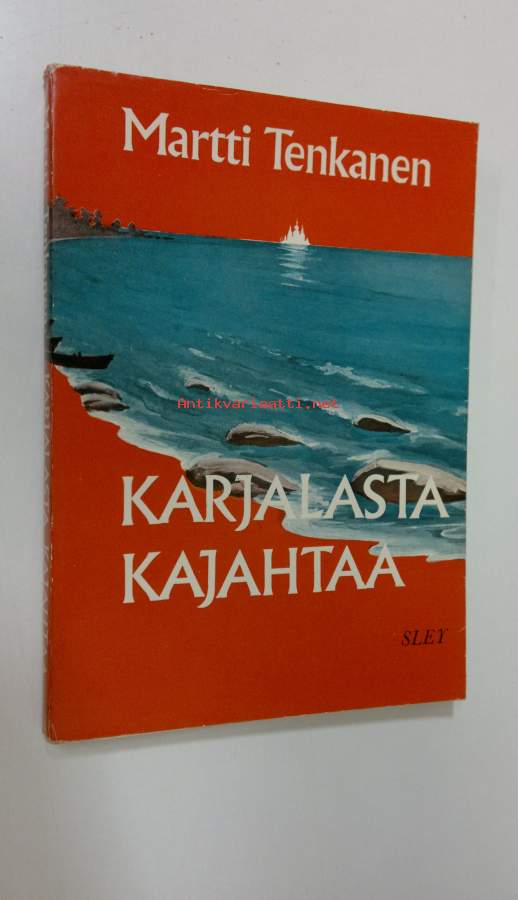 Martti Tenkanen
Antikvariaatti.net
KARJALASTA
KAJAHTAA
SLEY